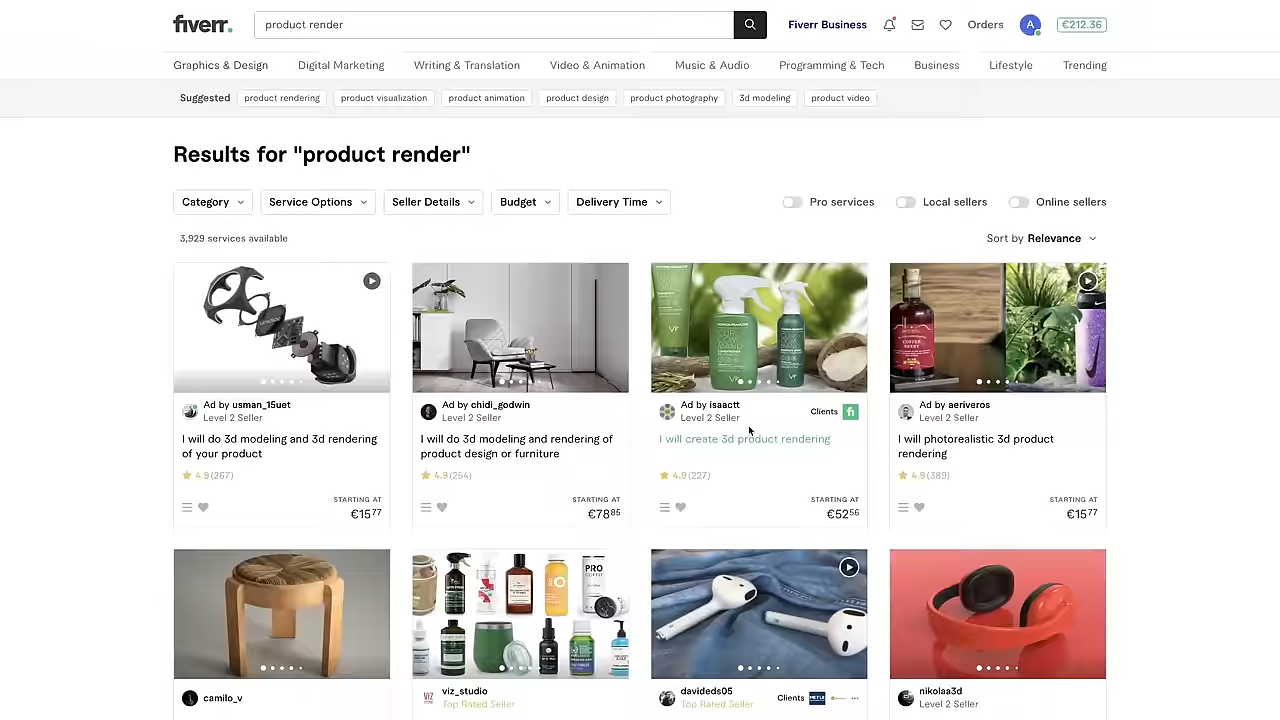 fiverr.
product render
Fiverr Business
Orders
A
€212.36
Graphics & Design
Digital Marketing
Writing & Translation
Video & Animation
Music & Audio
Programming & Tech
Business
Lifestyle
Trending
Suggested
product rendering
product visualization
product animation
product design
product photography
3d modeling
product video
Results for "product render"
Category
Service Options
Seller Details
Budget
Delivery Time
Pro services
Local sellers
Online sellers
3,929 services available
Sort by Relevance
Ad by usman_15uet
Level 2 Seller
I will do 3d modeling and 3d rendering
of your product
4.9(267)
STARTING AT
€15⁷⁷
Ad by chidi_godwin
Level 2 Seller
I will do 3d modeling and rendering of
product design or furniture
4.9(254)
STARTING AT
€78⁸⁵
Ad by isaactt
Level 2 Seller
Clients fi
I will create 3d product rendering
4.9(227)
STARTING AT
€52⁵⁶
COFFEE
Ad by aeriveros
Level 2 Seller
I will photorealistic 3d product
rendering
4.9(389)
STARTING AT
€15⁷⁷
camilo_v
PRO
VIZ
viz_studio
Top Rated Seller
davideds05
Top Rated Seller
Clients
nikolaa3d
Level 2 Seller